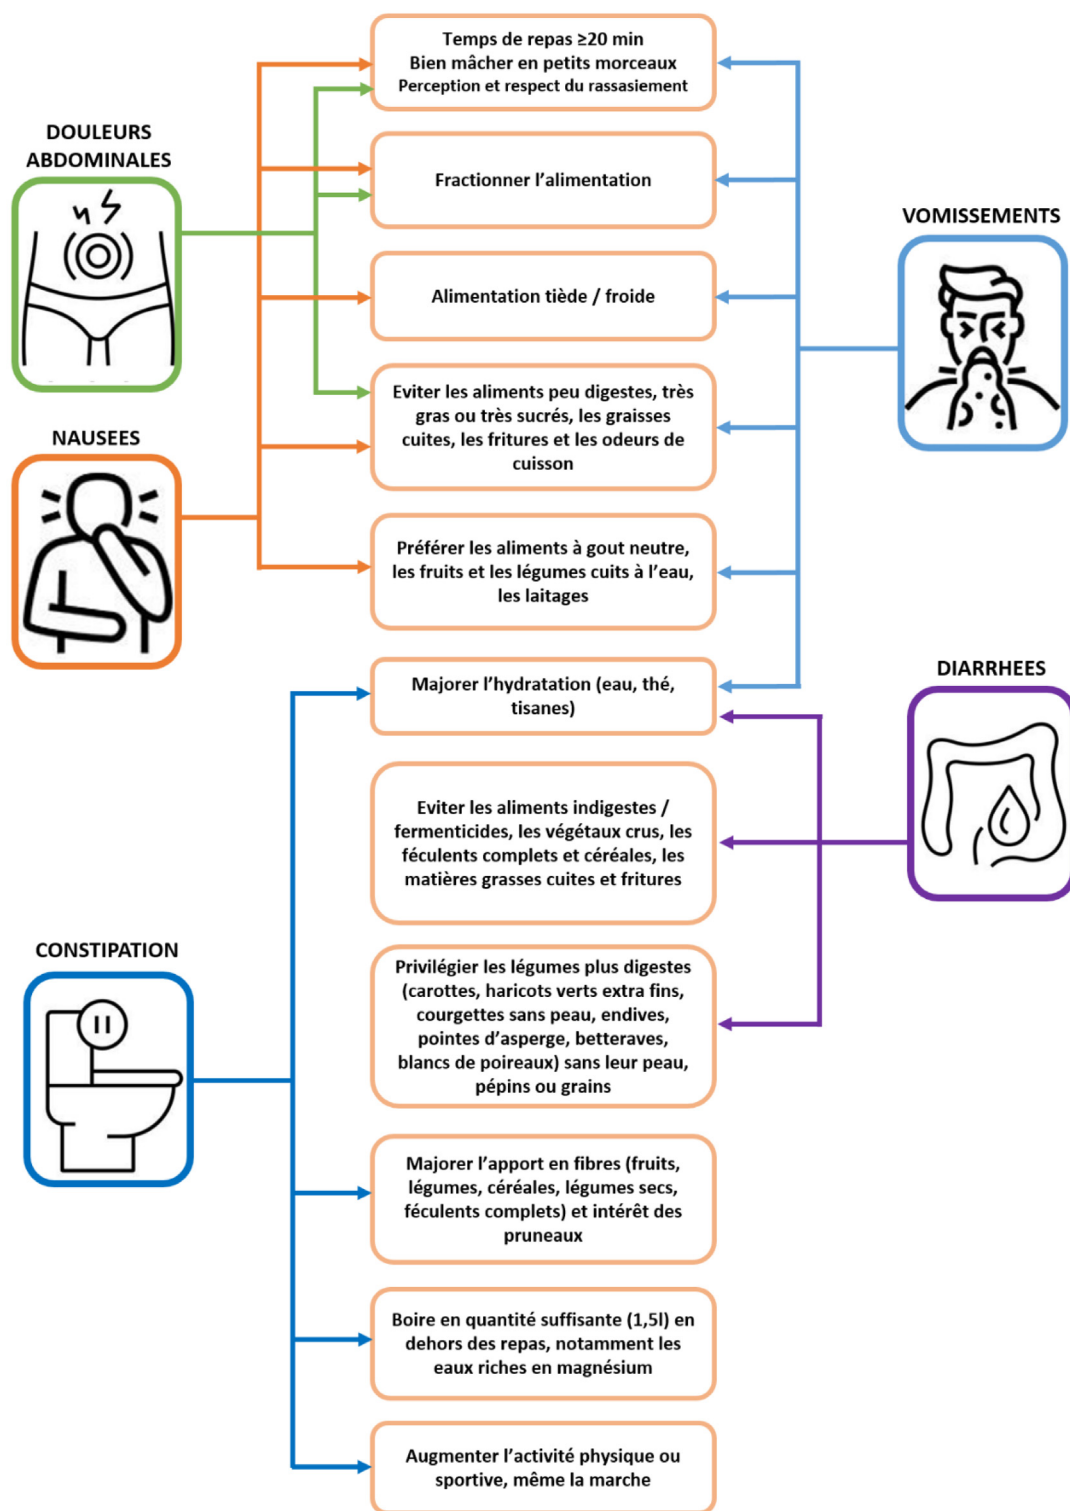 Temps de repas ≥20 min
Bien mâcher en petits morceaux
Perception et respect du rassasiement
DOULEURS
ABDOMINALES
Fractionner l’alimentation
VOMISSEMENTS
Alimentation tiède / froide
Eviter les aliments peu digestes, très
gras ou très sucrés, les graisses
cuites, les fritures et les odeurs de
cuisson
NAUSEES
Préférer les aliments à gout neutre,
les fruits et les légumes cuits à l’eau,
les laitages
Majorer l’hydratation (eau, thé,
tisanes)
DIARRHEES
Eviter les aliments indigestes /
fermenticides, les végétaux crus, les
féculents complets et céréales, les
matières grasses cuites et fritures
CONSTIPATION
Privilégier les légumes plus digestes
(carottes, haricots verts extra fins,
courgettes sans peau, endives,
pointes d’asperge, betteraves,
blancs de poireaux) sans leur peau,
pépins ou grains
Majorer l’apport en fibres (fruits,
légumes, céréales, légumes secs,
féculents complets) et intérêt des
pruneaux
Boire en quantité suffisante (1,5l) en
dehors des repas, notamment les
eaux riches en magnésium
Augmenter l’activité physique ou
sportive, même la marche